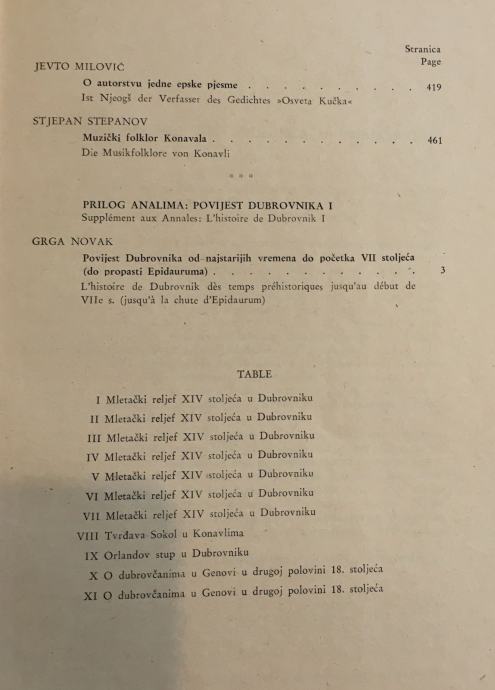 Stranica
Page
JEVTO MILOVIĆ
O autorstvu jedne epske pjesme . . . . . . . . . . 419
Ist Njeogš der Verfasser des Gedichtes »Osveta Kučka«
STJEPAN STEPANOV
Muzički folklor Konavala . . . . . . . . . . . . 461
Die Musikfolklore von Konavli
* * *
PRILOG ANALIMA: POVIJEST DUBROVNIKA I
Supplément aux Annales: L'histoire de Dubrovnik I
GRGA NOVAK
Povijest Dubrovnika od najstarijih vremena do početka VII stoljeća
(do propasti Epidauruma) . . . . . . . . . . . 3
L'histoire de Dubrovnik dès temps préhistoriques jusqu'au début de
VIIe s. (jusqu'à la chute d'Epidaurum)
TABLE
I Mletački reljef XIV stoljeća u Dubrovniku
II Mletački reljef XIV stoljeća u Dubrovniku
III Mletački reljef XIV stoljeća u Dubrovniku
IV Mletački reljef XIV stoljeća u Dubrovniku
V Mletački reljef XIV stoljeća u Dubrovniku
VI Mletački reljef XIV stoljeća u Dubrovniku
VII Mletački reljef XIV stoljeća u Dubrovniku
VIII Tvrđava Sokol u Konavlima
IX Orlandov stup u Dubrovniku
X O dubrovčanima u Genovi u drugoj polovini 18. stoljeća
XI O dubrovčanima u Genovi u drugoj polovini 18. stoljeća